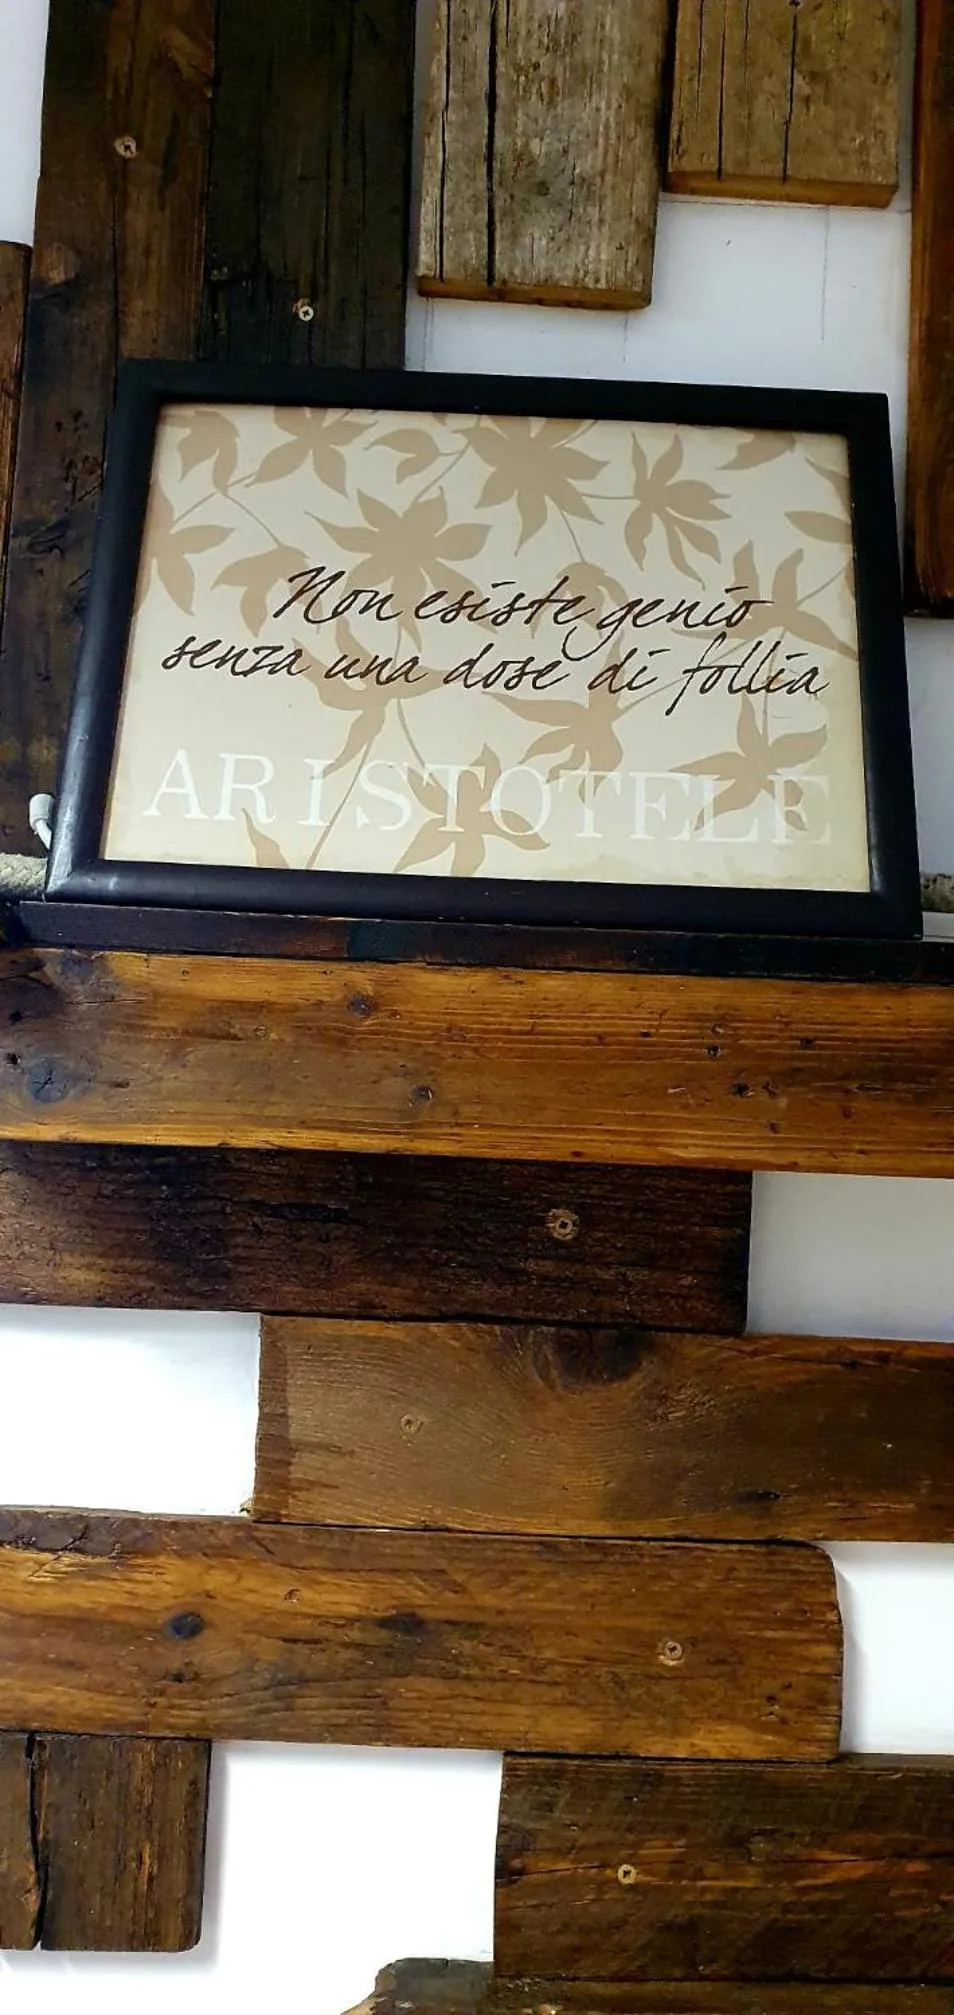 Non esiste genio
senza una dose di follia
ARISTOTELE